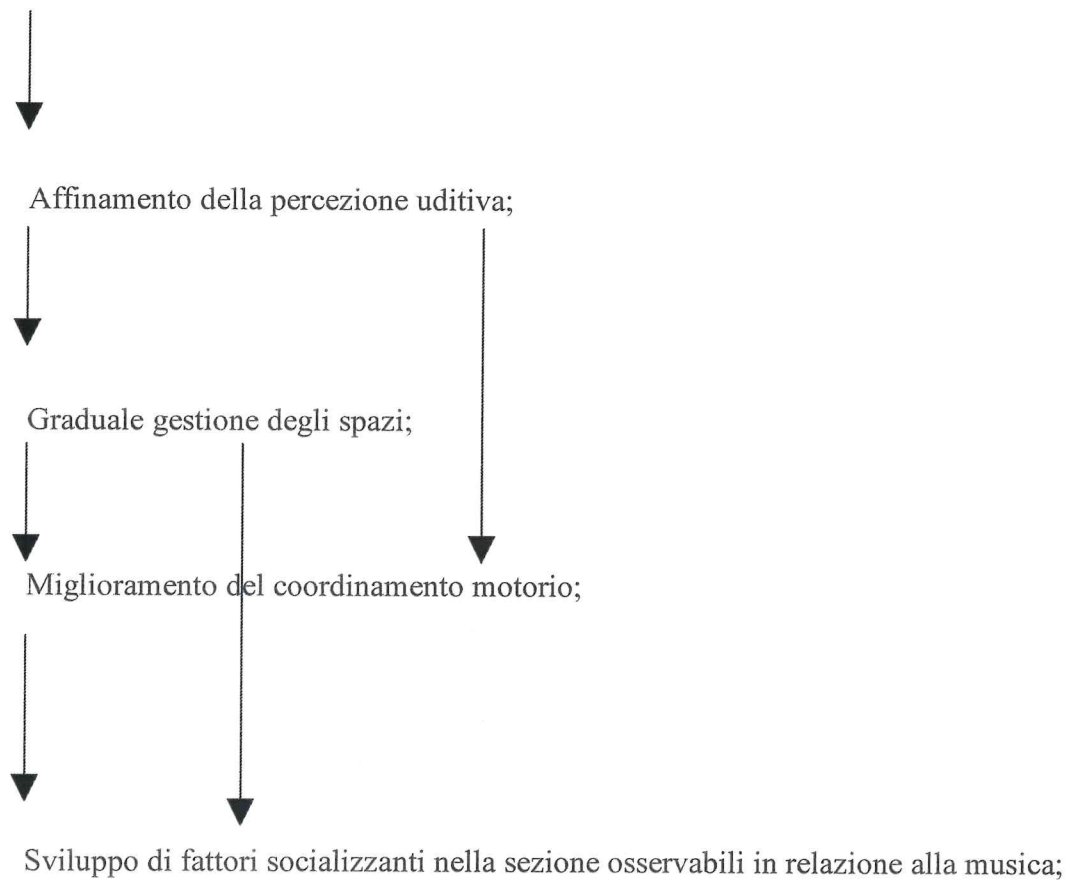 Affinamento della percezione uditiva;
Graduale gestione degli spazi;
Miglioramento del coordinamento motorio;
Sviluppo di fattori socializzanti nella sezione osservabili in relazione alla musica;